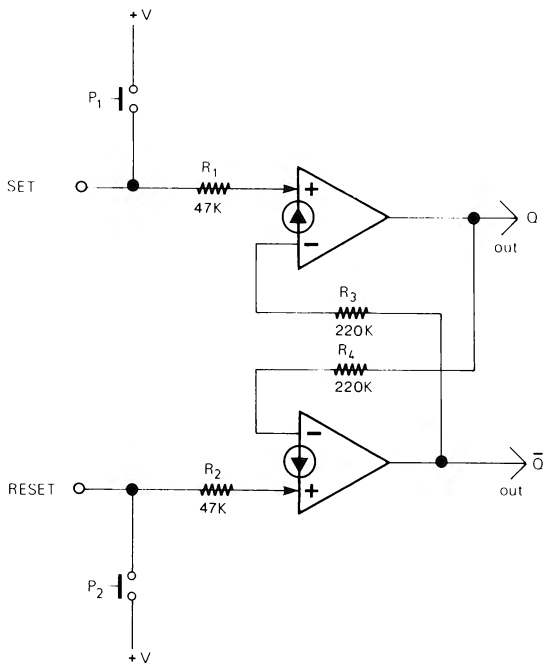 +V
P1
SET
R1
47K
+
−
Q
out
R3
220K
R4
220K
−
+
Q̅
out
RESET
R2
47K
P2
+V